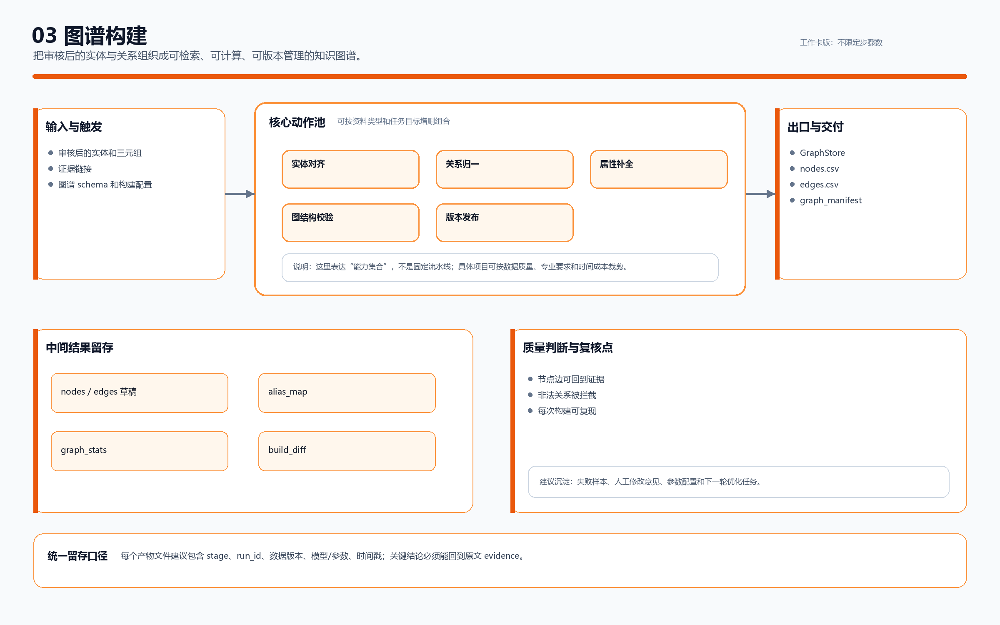 03 图谱构建
把审核后的实体与关系组织成可检索、可计算、可版本管理的知识图谱。
工作卡版：不限定步骤数
输入与触发
审核后的实体和三元组
证据链接
图谱 schema 和构建配置
核心动作池
可按资料类型和任务目标增删组合
实体对齐
关系归一
属性补全
图结构校验
版本发布
说明：这里表达“能力集合”，不是固定流水线；具体项目可按数据质量、专业要求和时间成本裁剪。
出口与交付
GraphStore
nodes.csv
edges.csv
graph_manifest
中间结果留存
nodes / edges 草稿
alias_map
graph_stats
build_diff
质量判断与复核点
节点边可回到证据
非法关系被拦截
每次构建可复现
建议沉淀：失败样本、人工修改意见、参数配置和下一轮优化任务。
统一留存口径
每个产物文件建议包含 stage、run_id、数据版本、模型/参数、时间戳；关键结论必须能回到原文 evidence。